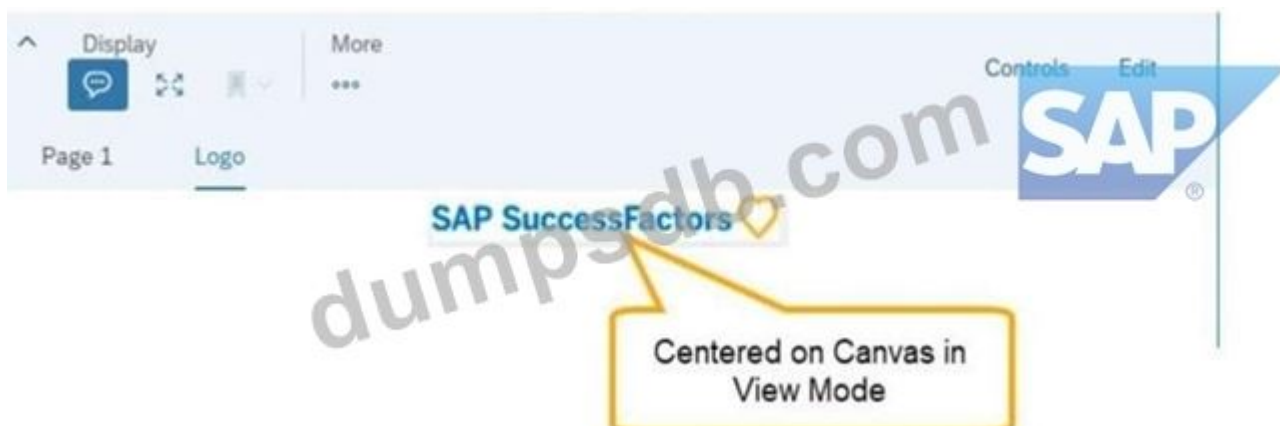 Display
More
Controls
Edit
SAP
®
Page 1
Logo
SAP SuccessFactors
dumpsdb.com
Centered on Canvas in
View Mode